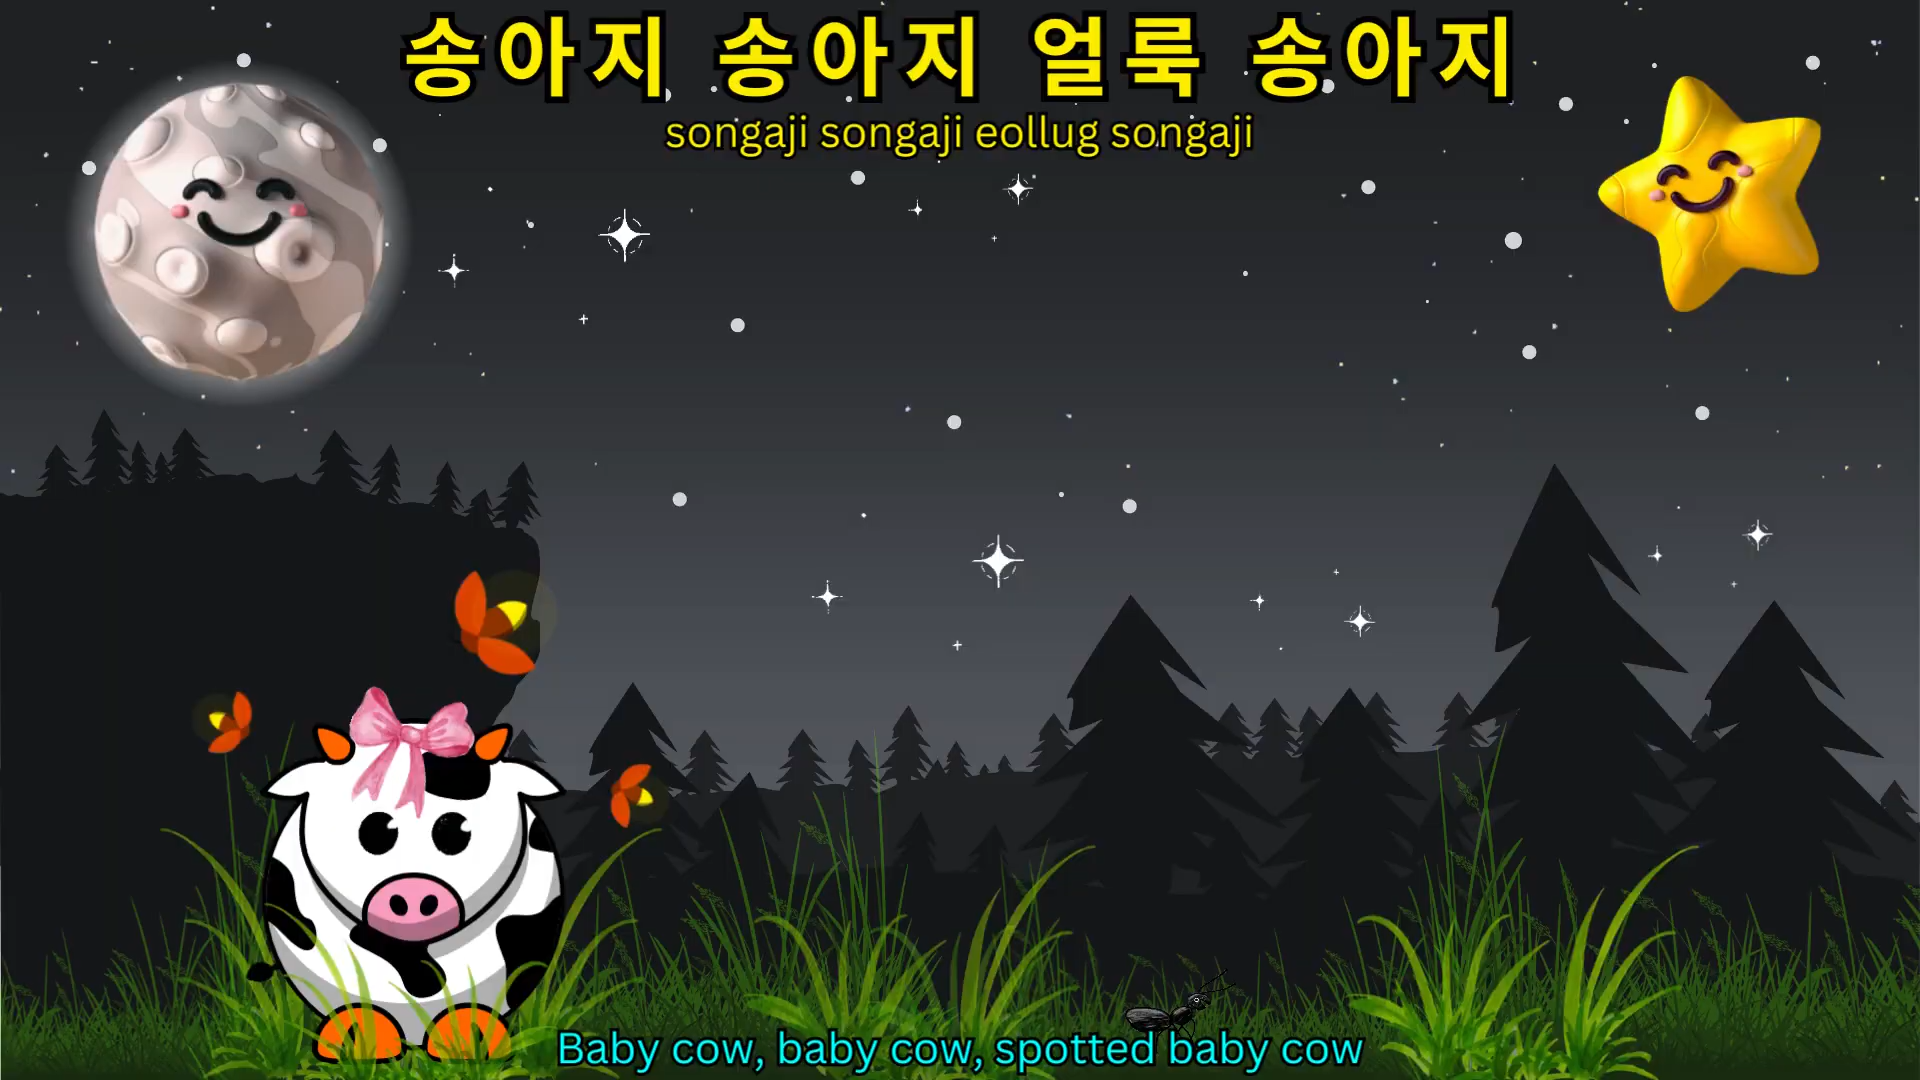 송아지 송아지 얼룩 송아지
songaji songaji eollug songaji
Baby cow, baby cow, spotted baby cow